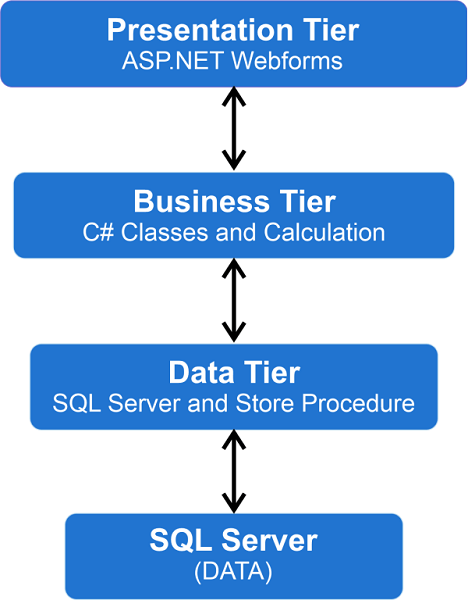 Presentation Tier
ASP.NET Webforms
Business Tier
C# Classes and Calculation
Data Tier
SQL Server and Store Procedure
SQL Server
(DATA)